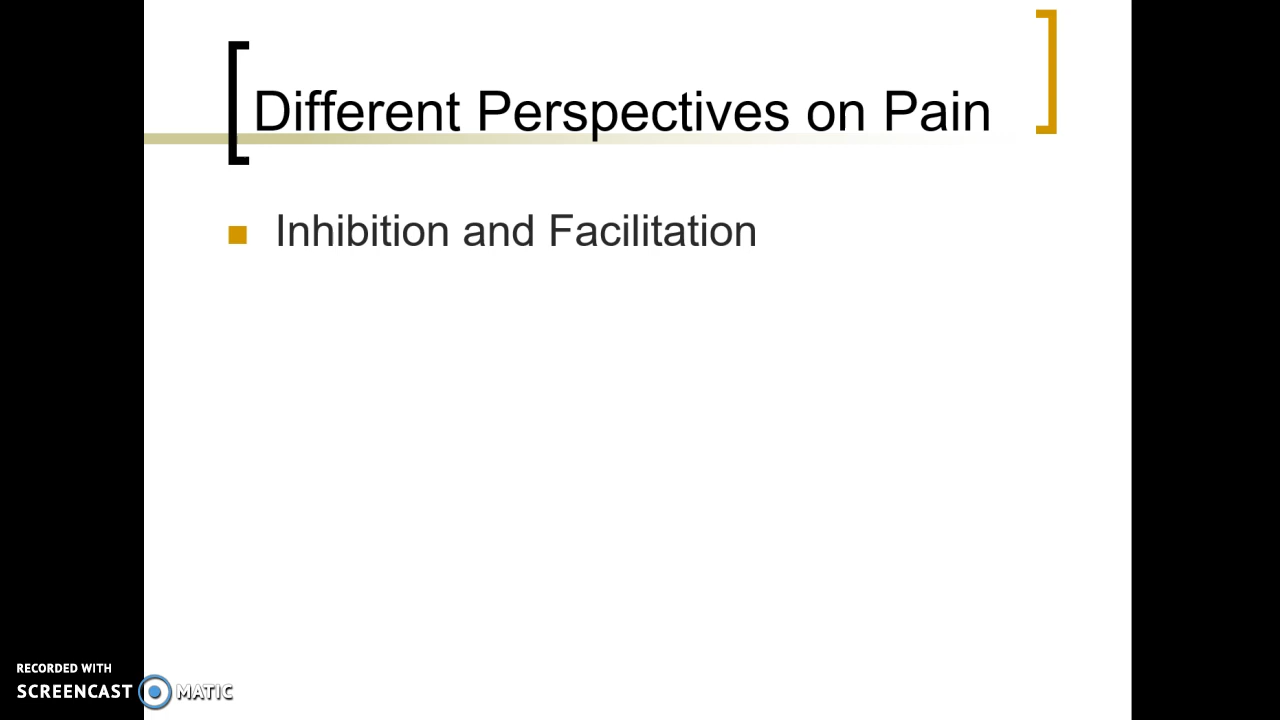 Different Perspectives on Pain
Inhibition and Facilitation
RECORDED WITH
SCREENCAST MATIC